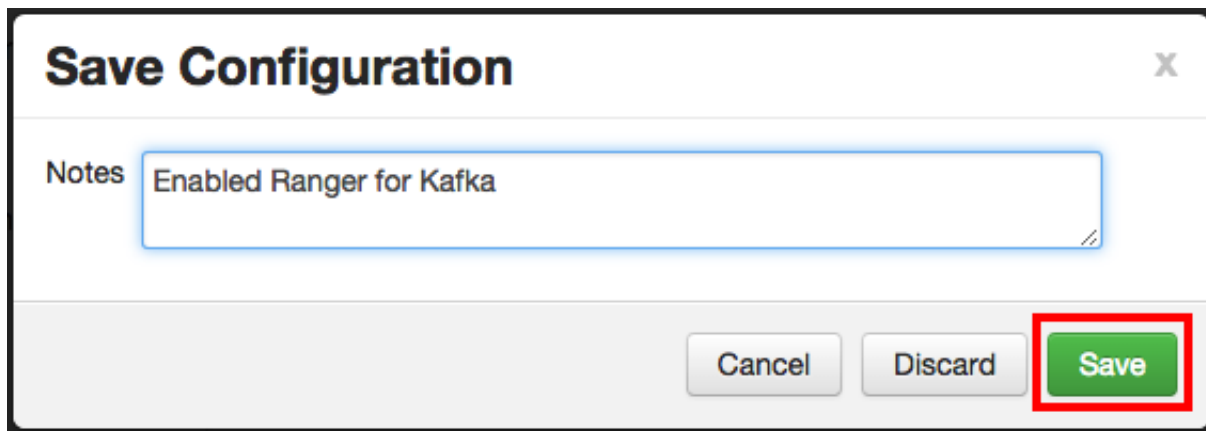 Save Configuration
x
Notes
Enabled Ranger for Kafka
Cancel
Discard
Save